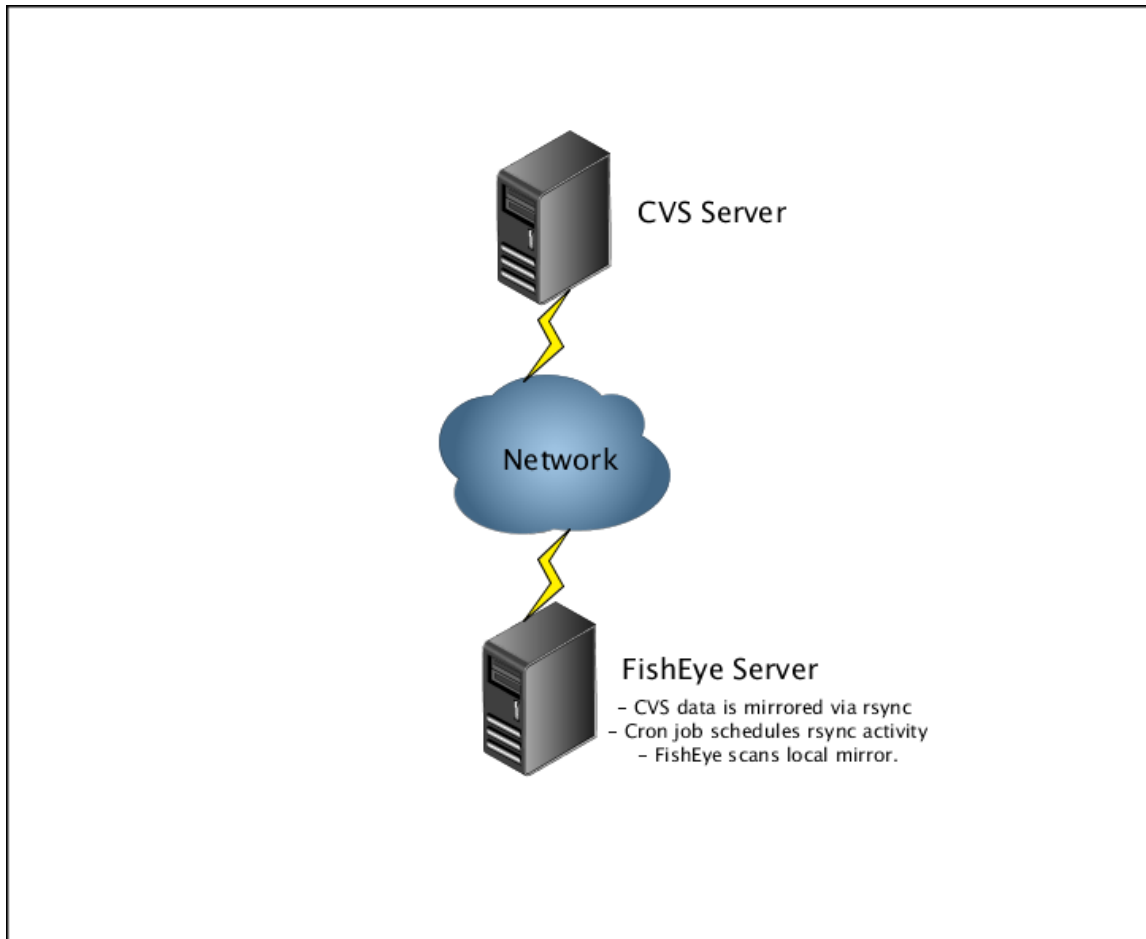 CVS Server
Network
FishEye Server
– CVS data is mirrored via rsync
– Cron job schedules rsync activity
– FishEye scans local mirror.